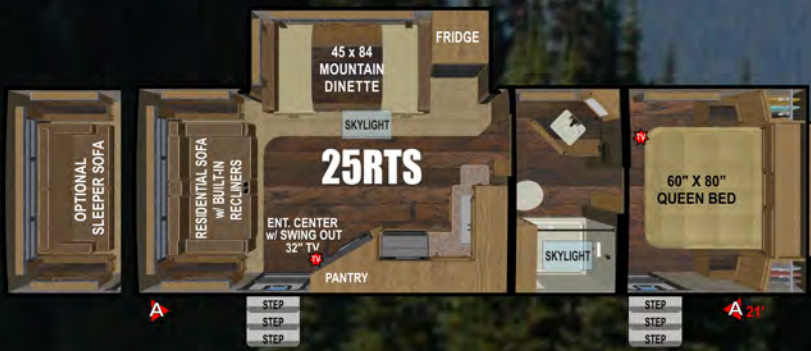 FRIDGE
45 x 84
MOUNTAIN
DINETTE
SKYLIGHT
25RTS
OPTIONAL
SLEEPER SOFA
RESIDENTIAL SOFA
w/ BUILT-IN
RECLINERS
ENT. CENTER
w/ SWING OUT
32" TV
TV
PANTRY
SKYLIGHT
TV
60" X 80"
QUEEN BED
A
STEP
STEP
STEP
STEP
STEP
STEP
A 21'